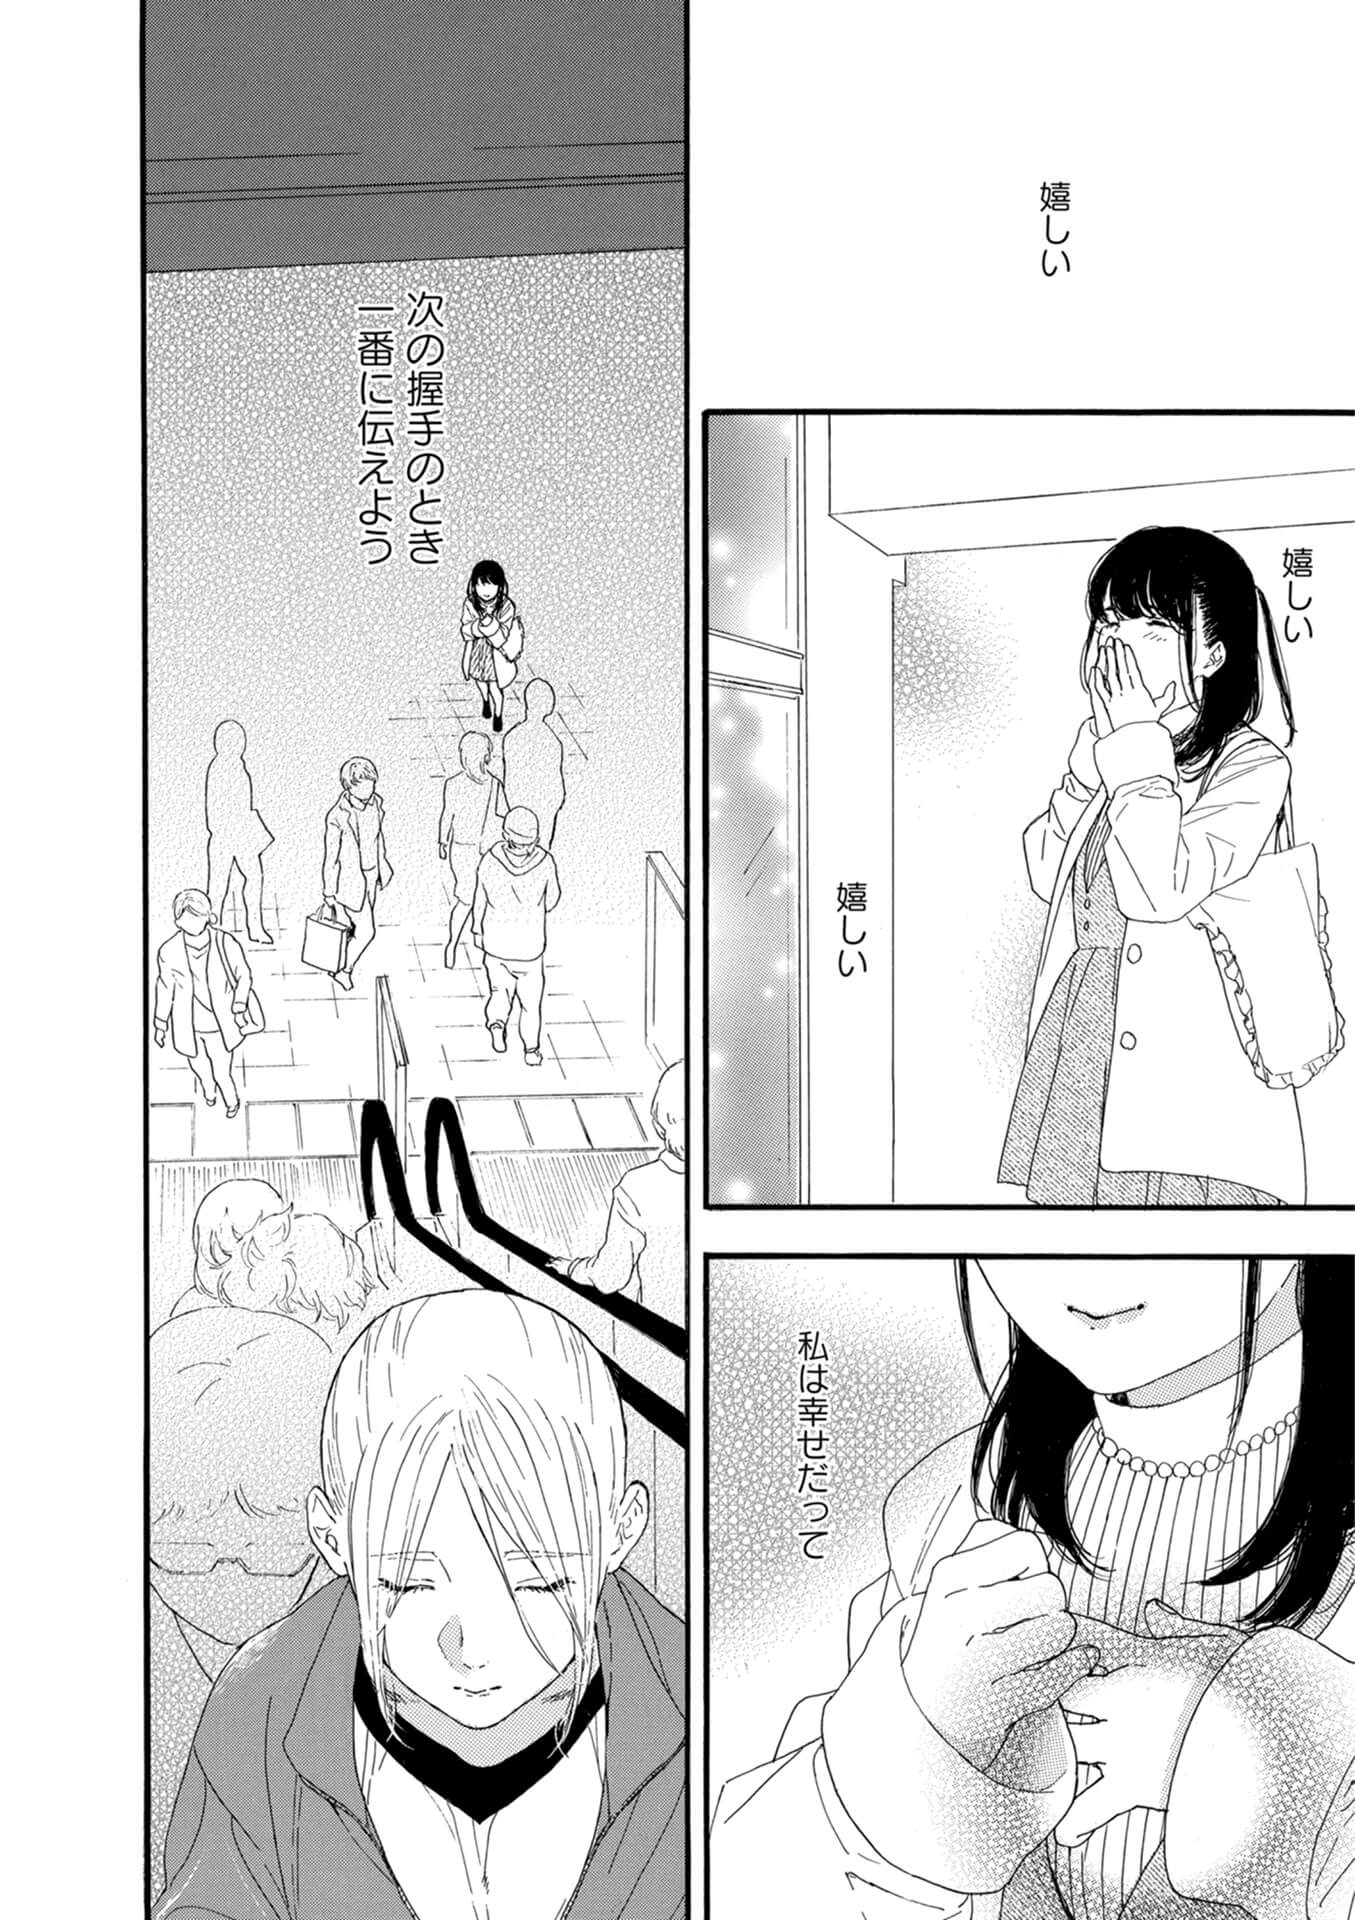 嬉しい
嬉しい
嬉しい
私は幸せだって
次の握手のとき
一番に伝えよう